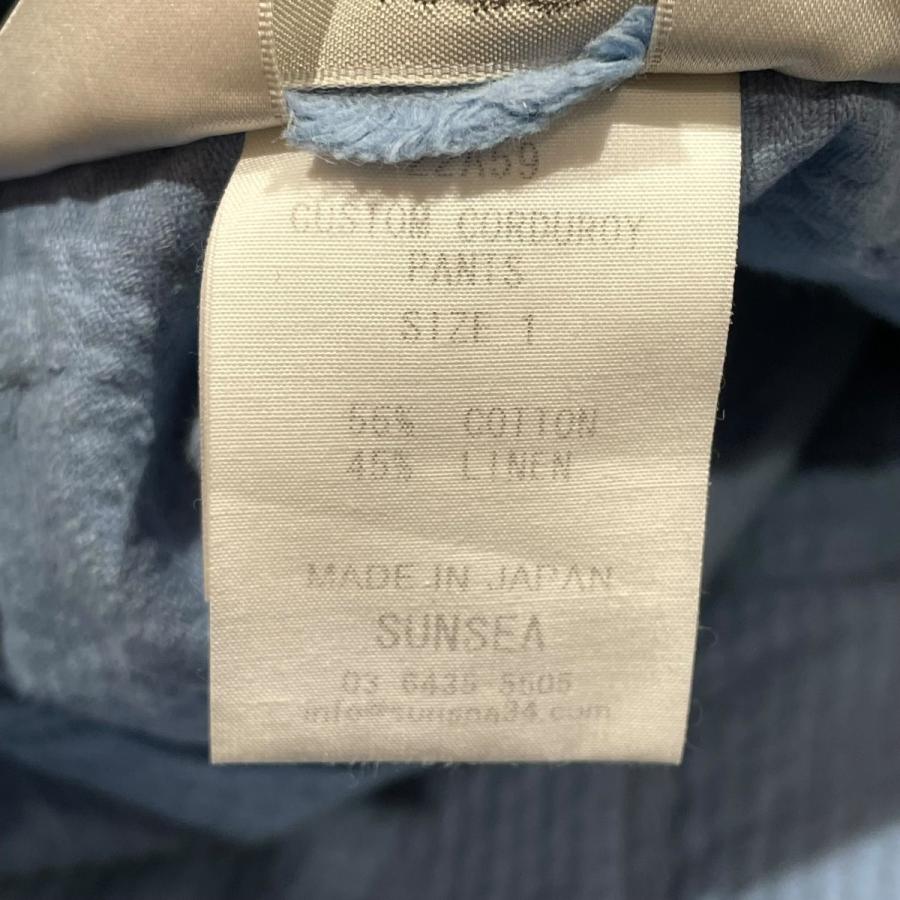 22A59
CUSTOM CORDUROY
PANTS
SIZE 1
55% COTTON
45% LINEN
MADE IN JAPAN
SUNSEA
03 6435 5505